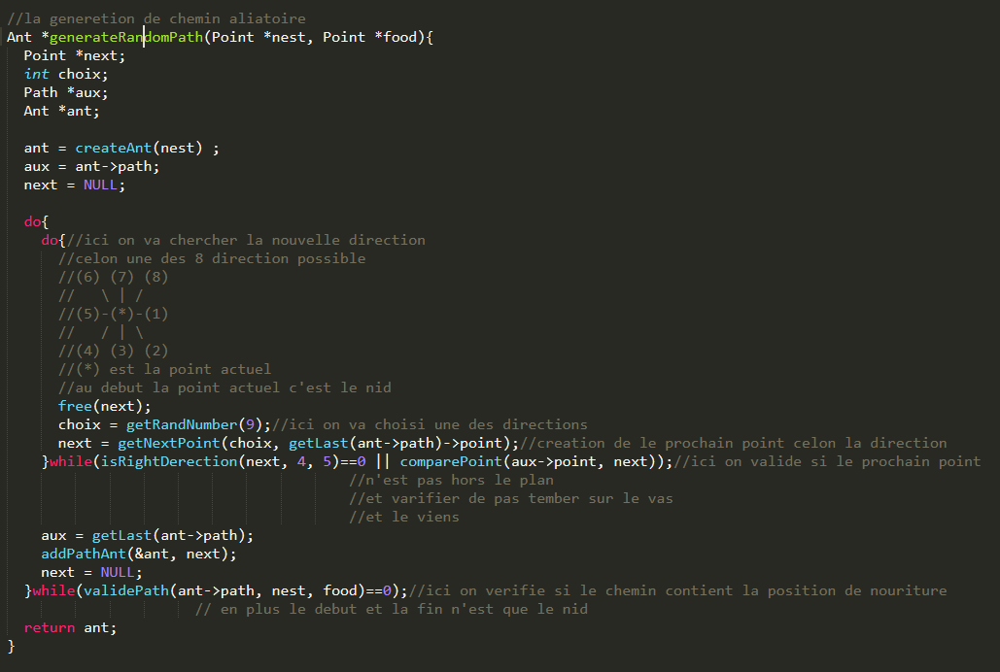 //la generetion de chemin aliatoire
Ant *generateRandomPath(Point *nest, Point *food){
  Point *next;
  int choix;
  Path *aux;
  Ant *ant;

  ant = createAnt(nest) ;
  aux = ant->path;
  next = NULL;

  do{
    do{//ici on va chercher la nouvelle direction
      //celon une des 8 direction possible
      //(6) (7) (8)
      //   \ | /
      //(5)-(*)-(1)
      //   / | \
      //(4) (3) (2)
      //(*) est la point actuel
      //au debut la point actuel c'est le nid
      free(next);
      choix = getRandNumber(9);//ici on va choisi une des directions
      next = getNextPoint(choix, getLast(ant->path)->point);//creation de le prochain point celon la direction
    }while(isRightDerection(next, 4, 5)==0 || comparePoint(aux->point, next));//ici on valide si le prochain point
                                        //n'est pas hors le plan
                                        //et varifier de pas tember sur le vas
                                        //et le viens
    aux = getLast(ant->path);
    addPathAnt(&ant, next);
    next = NULL;
  }while(validePath(ant->path, nest, food)==0);//ici on verifie si le chemin contient la position de nouriture
                      // en plus le debut et la fin n'est que le nid
  return ant;
}